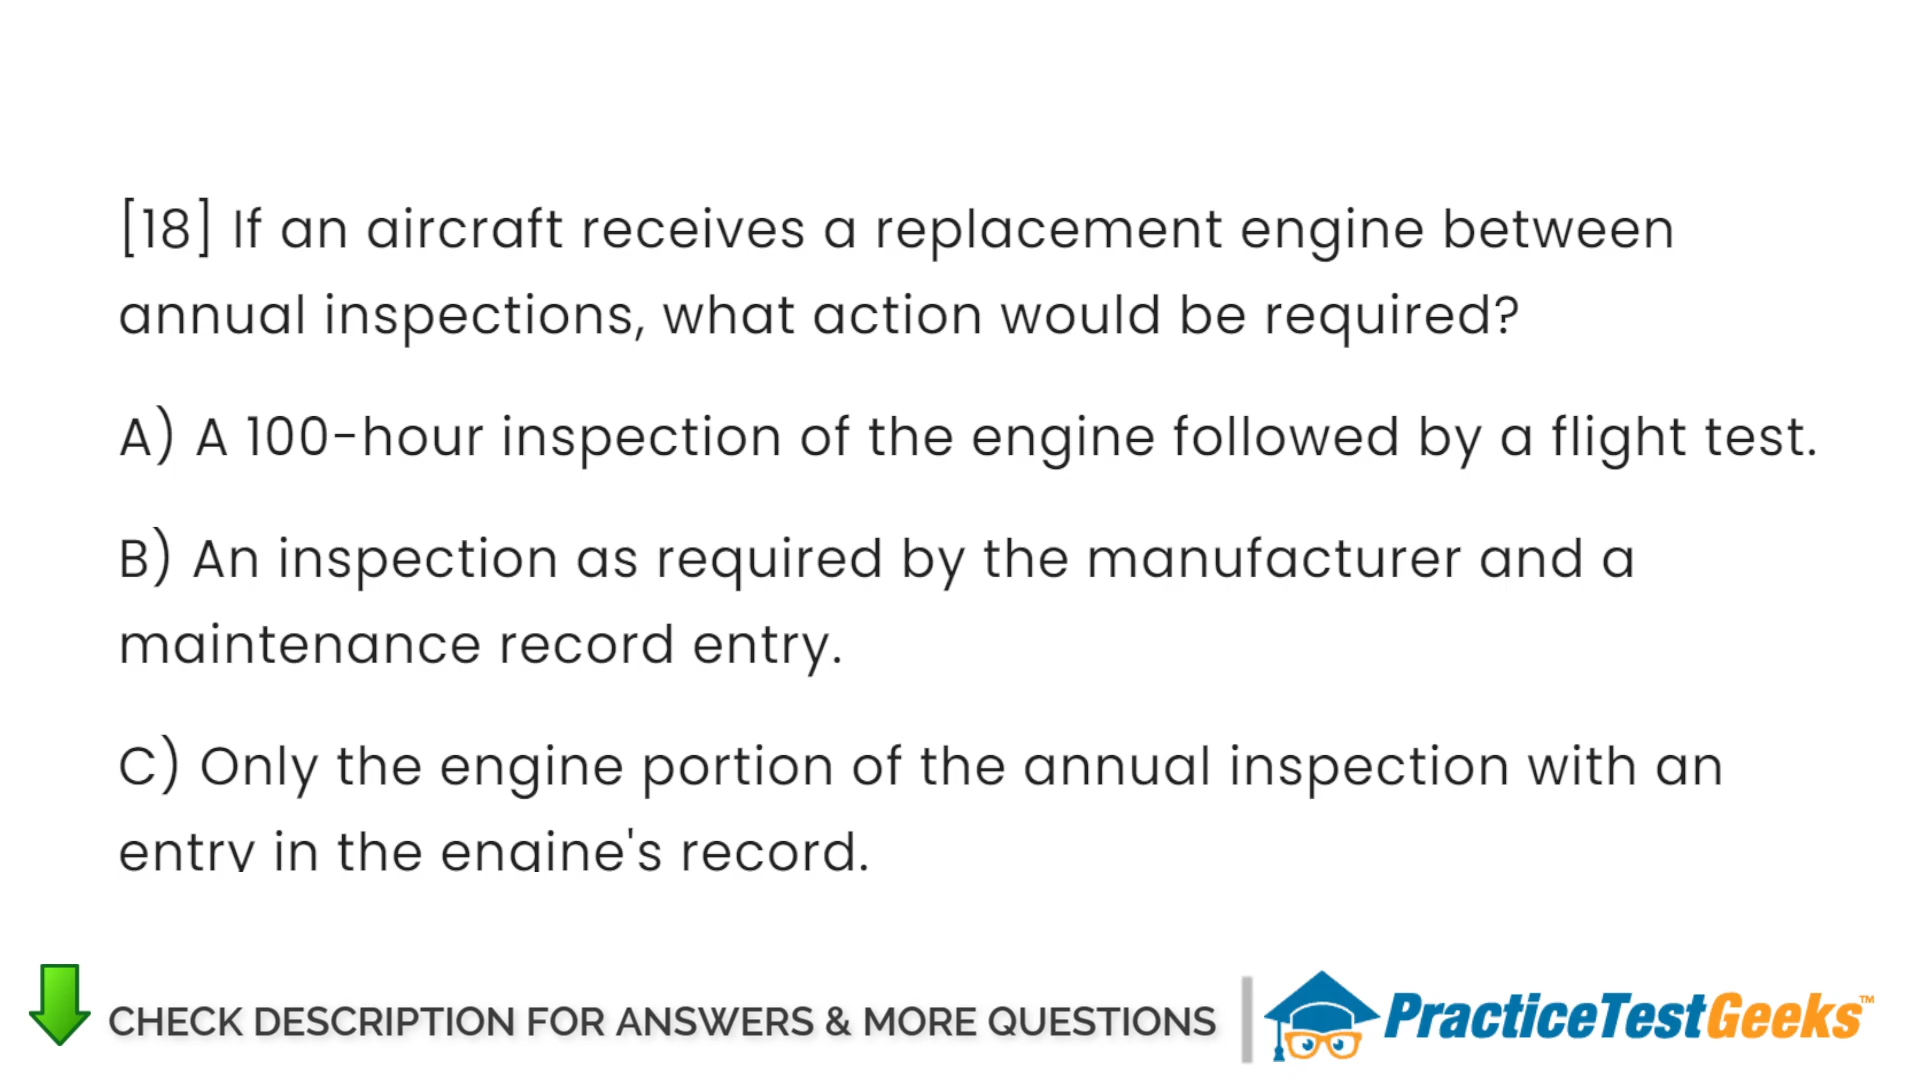 [18] If an aircraft receives a replacement engine between
annual inspections, what action would be required?
A) A 100-hour inspection of the engine followed by a flight test.
B) An inspection as required by the manufacturer and a
maintenance record entry.
C) Only the engine portion of the annual inspection with an
entry in the engine's record.
CHECK DESCRIPTION FOR ANSWERS & MORE QUESTIONS
PracticeTestGeeks™